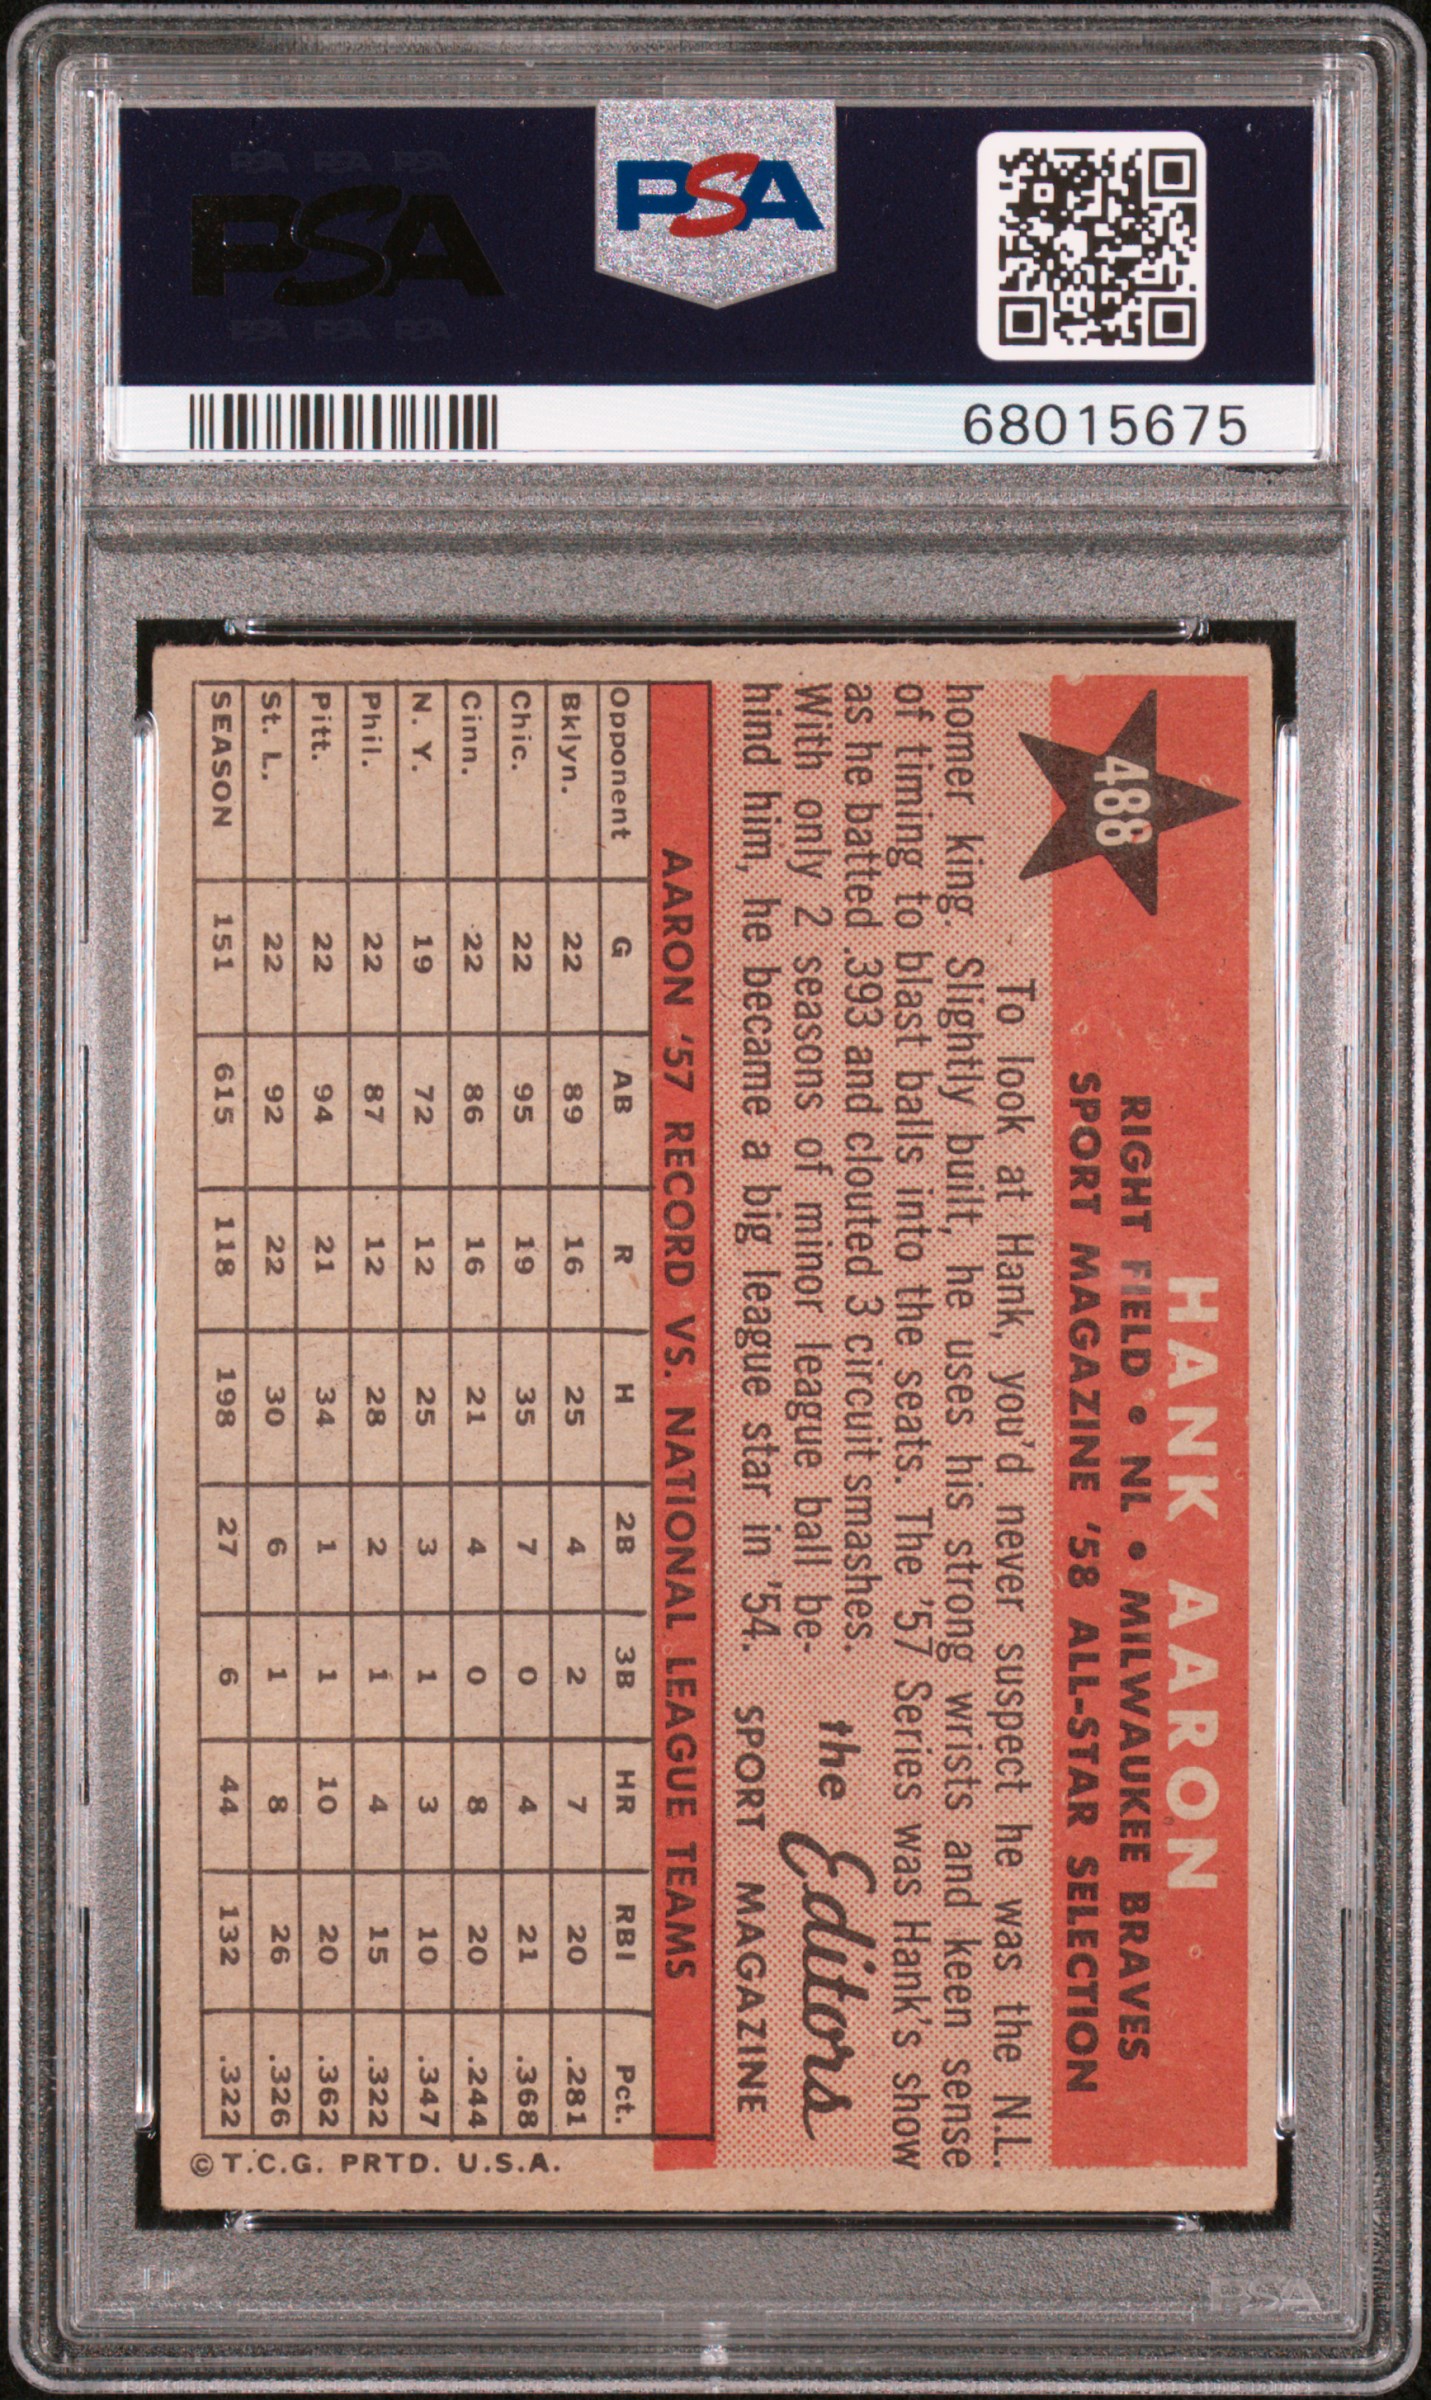 PSA PSA PSA
PSA
PSA PSA PSA
PSA
68015675
488
HANK AARON
RIGHT FIELD • NL • MILWAUKEE BRAVES
SPORT MAGAZINE '58 ALL-STAR SELECTION
To look at Hank, you'd never suspect he was the N.L.
homer king. Slightly built, he uses his strong wrists and keen sense
of timing to blast balls into the seats. The '57 Series was Hank's show
as he batted .393 and clouted 3 circuit smashes.
With only 2 seasons of minor league ball be-
hind him, he became a big league star in '54.
the Editors
SPORT MAGAZINE
AARON '57 RECORD VS. NATIONAL LEAGUE TEAMS
Opponent G AB R H 2B 3B HR RBI Pct.
Bklyn. 22 89 16 25 4 2 7 20 .281
Chic. 22 95 19 35 7 0 4 21 .368
Cinn. 22 86 16 21 4 0 8 20 .244
N. Y. 19 72 12 25 3 1 3 10 .347
Phil. 22 87 12 28 2 1 4 15 .322
Pitt. 22 94 21 34 1 1 10 20 .362
St. L. 22 92 22 30 6 1 8 26 .326
SEASON 151 615 118 198 27 6 44 132 .322
© T.C.G. PRTD. U.S.A.
PSA